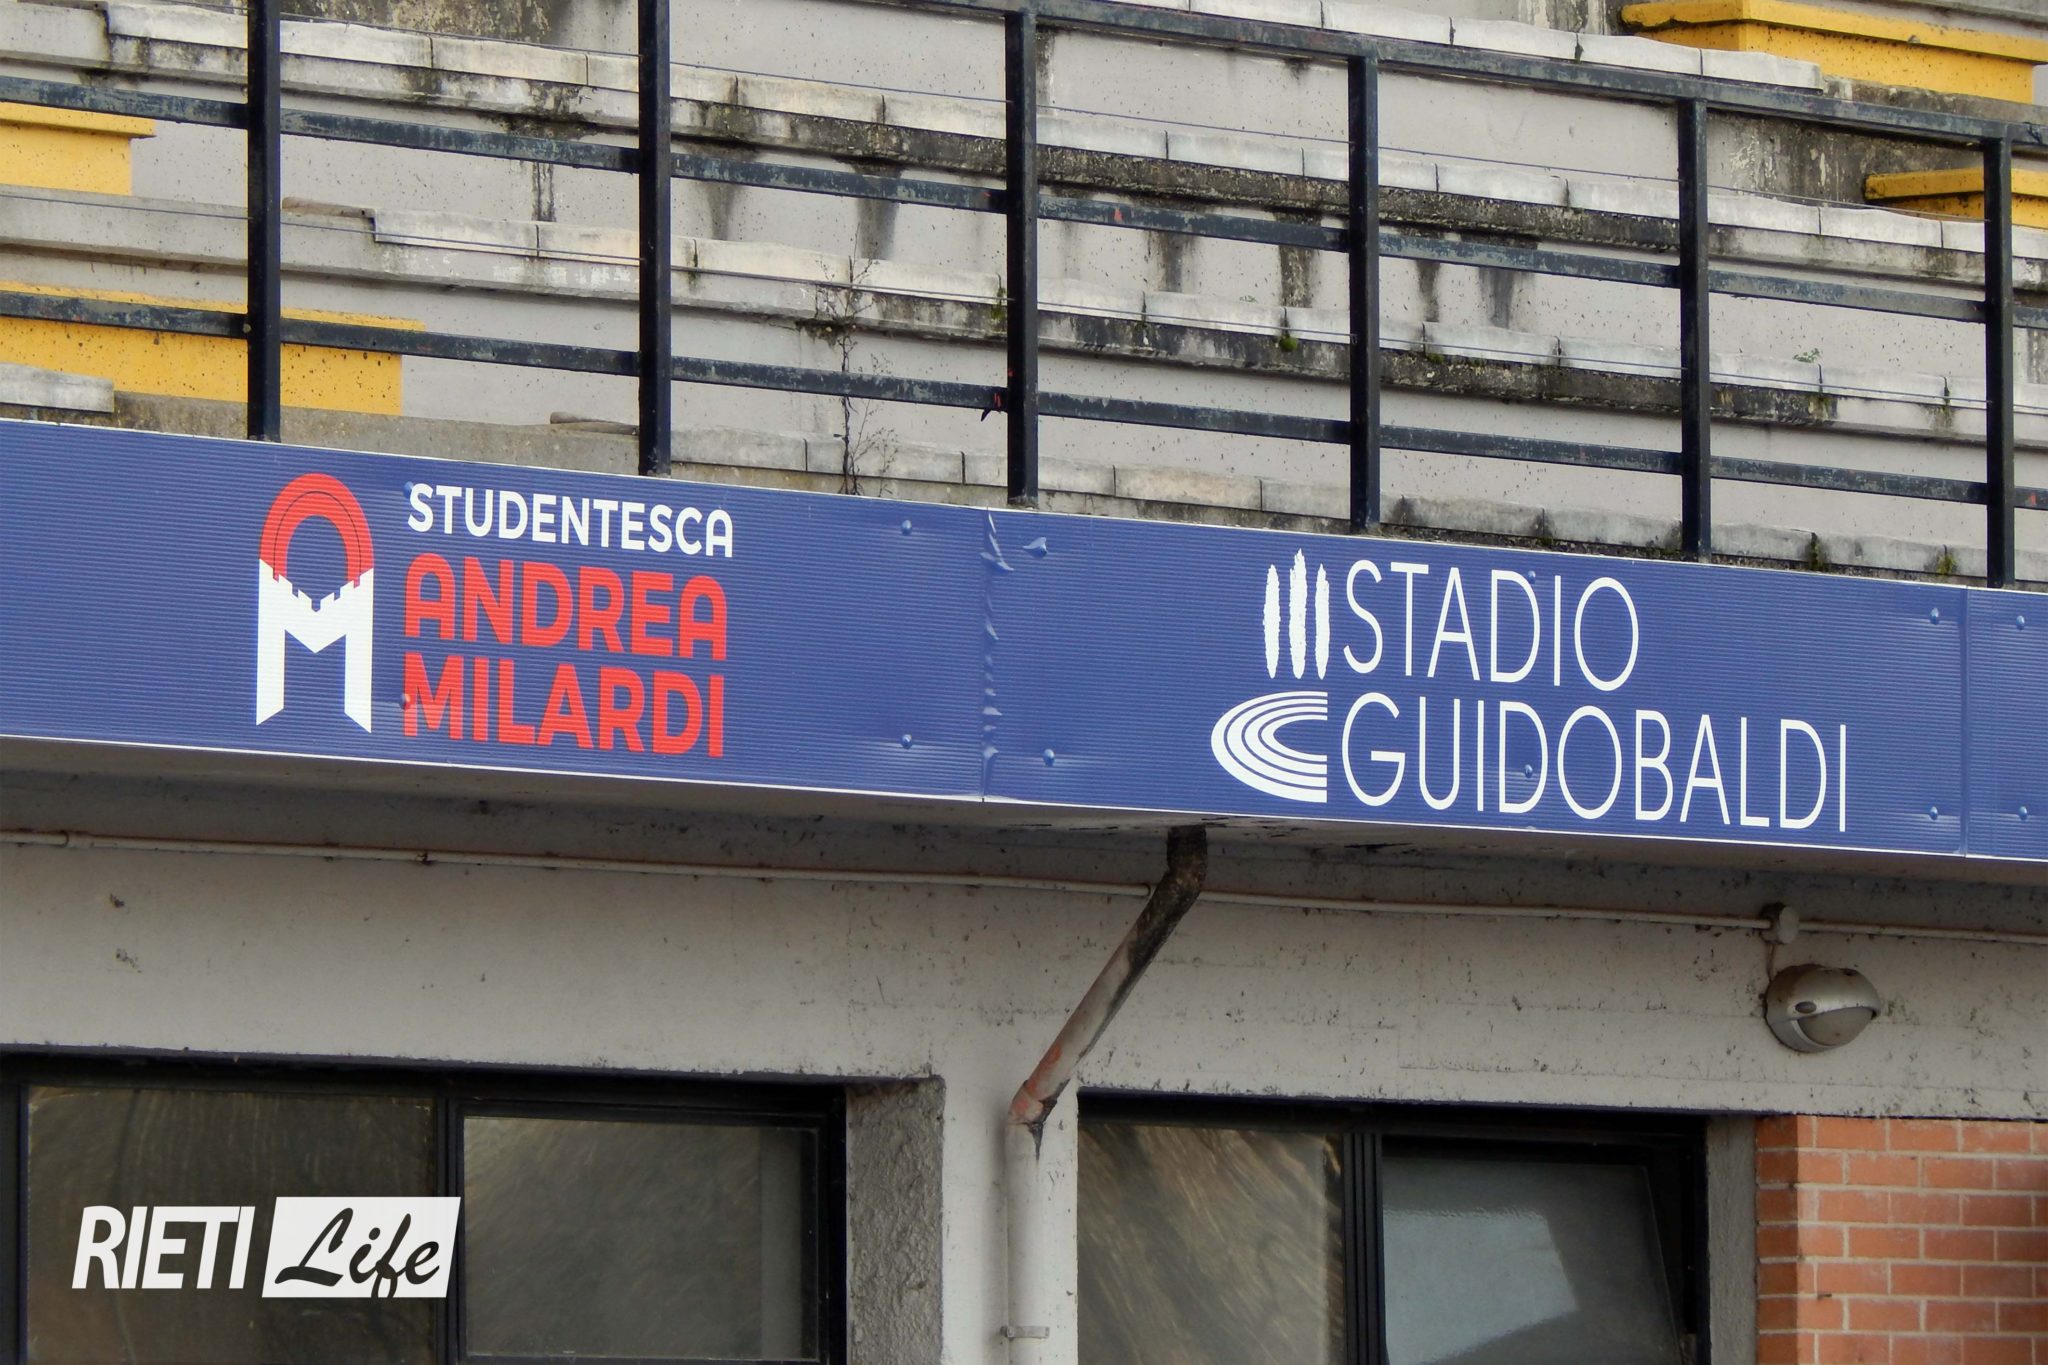 STUDENTESCA
ANDREA
MILARDI
STADIO
GUIDOBALDI
RIETI Life